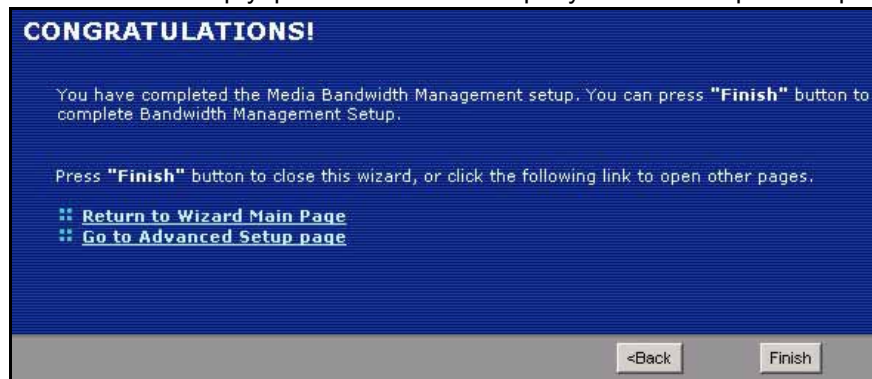 CONGRATULATIONS!
You have completed the Media Bandwidth Management setup. You can press "Finish" button to
complete Bandwidth Management Setup.
Press "Finish" button to close this wizard, or click the following link to open other pages.
Return to Wizard Main Page
Go to Advanced Setup page
<Back
Finish